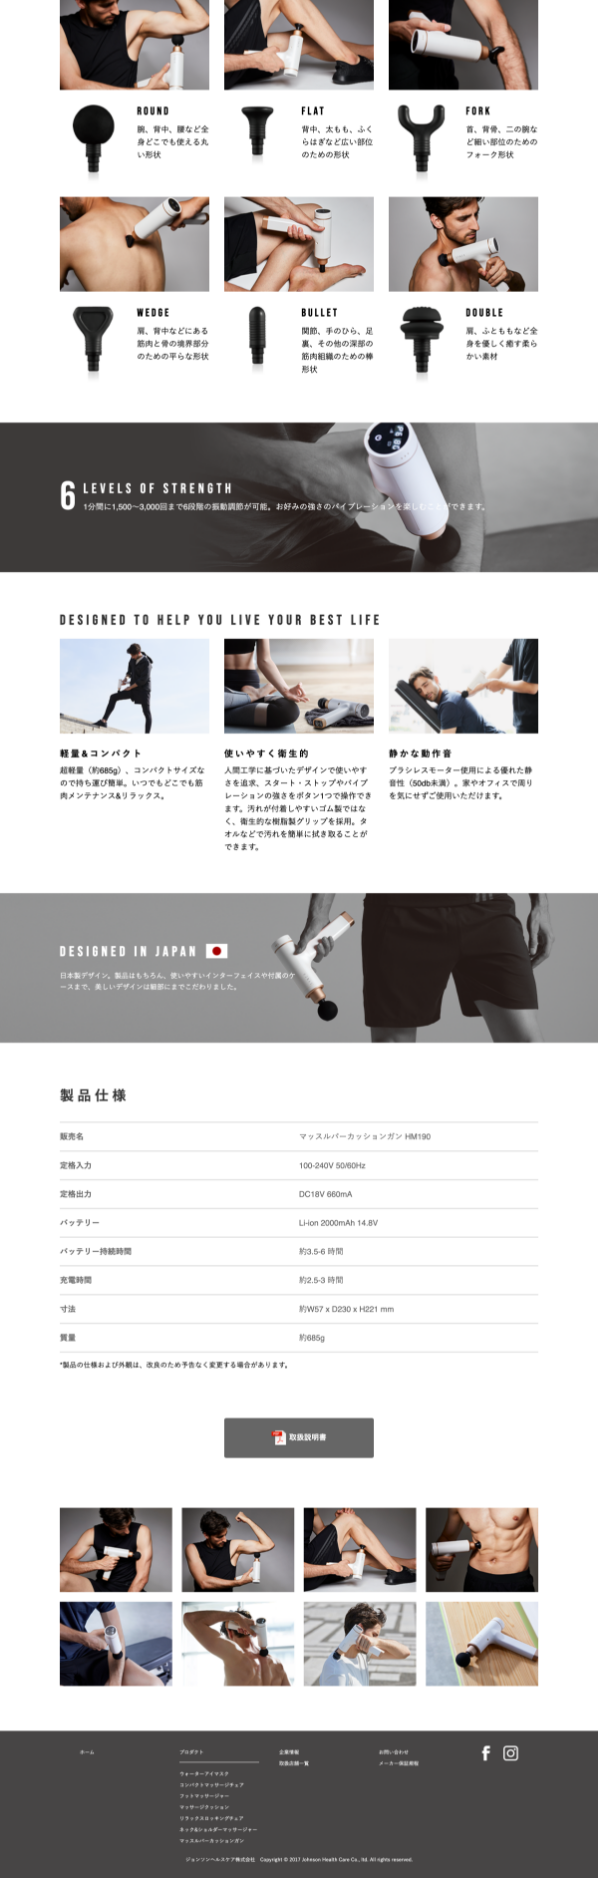 ROUND
腕、背中、腰など全
身どこでも使える丸
い形状
FLAT
背中、太もも、ふく
らはぎなど広い部位
のための形状
FORK
首、背骨、二の腕な
ど細い部位のための
フォーク形状
WEDGE
肩、背中などにある
筋肉と骨の境界部分
のための平らな形状
BULLET
関節、手のひら、足
裏、その他の深部の
筋肉組織のための棒
形状
DOUBLE
肩、ふとももなど全
身を優しく癒す柔ら
かい素材
6 LEVELS OF STRENGTH
1分間に1,500〜3,000回まで6段階の振動調節が可能。お好みの強さのバイブレーションを楽しむことができます。
DESIGNED TO HELP YOU LIVE YOUR BEST LIFE
軽量&コンパクト
超軽量（約685g）、コンパクトサイズな
ので持ち運び簡単。いつでもどこでも筋
肉メンテナンス&リラックス。
使いやすく衛生的
人間工学に基づいたデザインで使いやす
さを追求、スタート・ストップやバイブ
レーションの強さをボタン1つで操作でき
ます。汚れが付着しやすいゴム製ではな
く、衛生的な樹脂製グリップを採用。タ
オルなどで汚れを簡単に拭き取ることが
できます。
静かな動作音
ブラシレスモーター使用による優れた静
音性（50db未満）。家やオフィスで周り
を気にせずご使用いただけます。
DESIGNED IN JAPAN
日本製デザイン。製品はもちろん、使いやすいインターフェイスや付属のケ
ースまで、美しいデザインは細部にまでこだわりました。
製品仕様
販売名 マッスルパーカッションガン HM190
定格入力 100-240V 50/60Hz
定格出力 DC18V 660mA
バッテリー Li-ion 2000mAh 14.8V
バッテリー持続時間 約3.5-6 時間
充電時間 約2.5-3 時間
寸法 約W57 x D230 x H221 mm
質量 約685g
*製品の仕様および外観は、改良のため予告なく変更する場合があります。
取扱説明書
ホーム
プロダクト
ウォーターアイマスク
コンパクトマッサージチェア
フットマッサージャー
マッサージクッション
リラックスロッキングチェア
ネック&ショルダーマッサージャー
マッスルパーカッションガン
企業情報
取扱店舗一覧
お問い合わせ
メーカー保証規程
ジョンソンヘルスケア株式会社 Copyright © 2017 Johnson Health Care Co., ltd. All rights reserved.